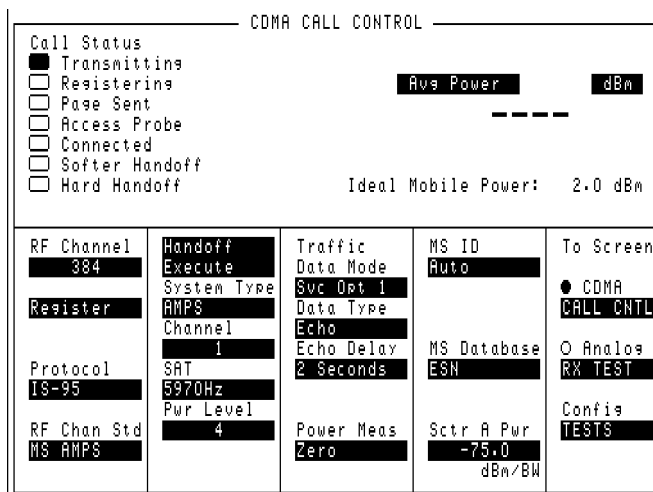 CDMA CALL CONTROL
Call Status
Transmitting
Registering
Page Sent
Access Probe
Connected
Softer Handoff
Hard Handoff
Avg Power dBm
----
Ideal Mobile Power: 2.0 dBm
RF Channel
384
Register
Protocol
IS-95
RF Chan Std
MS AMPS
Handoff
Execute
System Type
AMPS
Channel
1
SAT
5970Hz
Pwr Level
4
Traffic
Data Mode
Svc Opt 1
Data Type
Echo
Echo Delay
2 Seconds
Power Meas
Zero
MS ID
Auto
MS Database
ESN
Sctr A Pwr
-75.0
dBm/BW
To Screen
CDMA
CALL CNTL
Analog
RX TEST
Config
TESTS